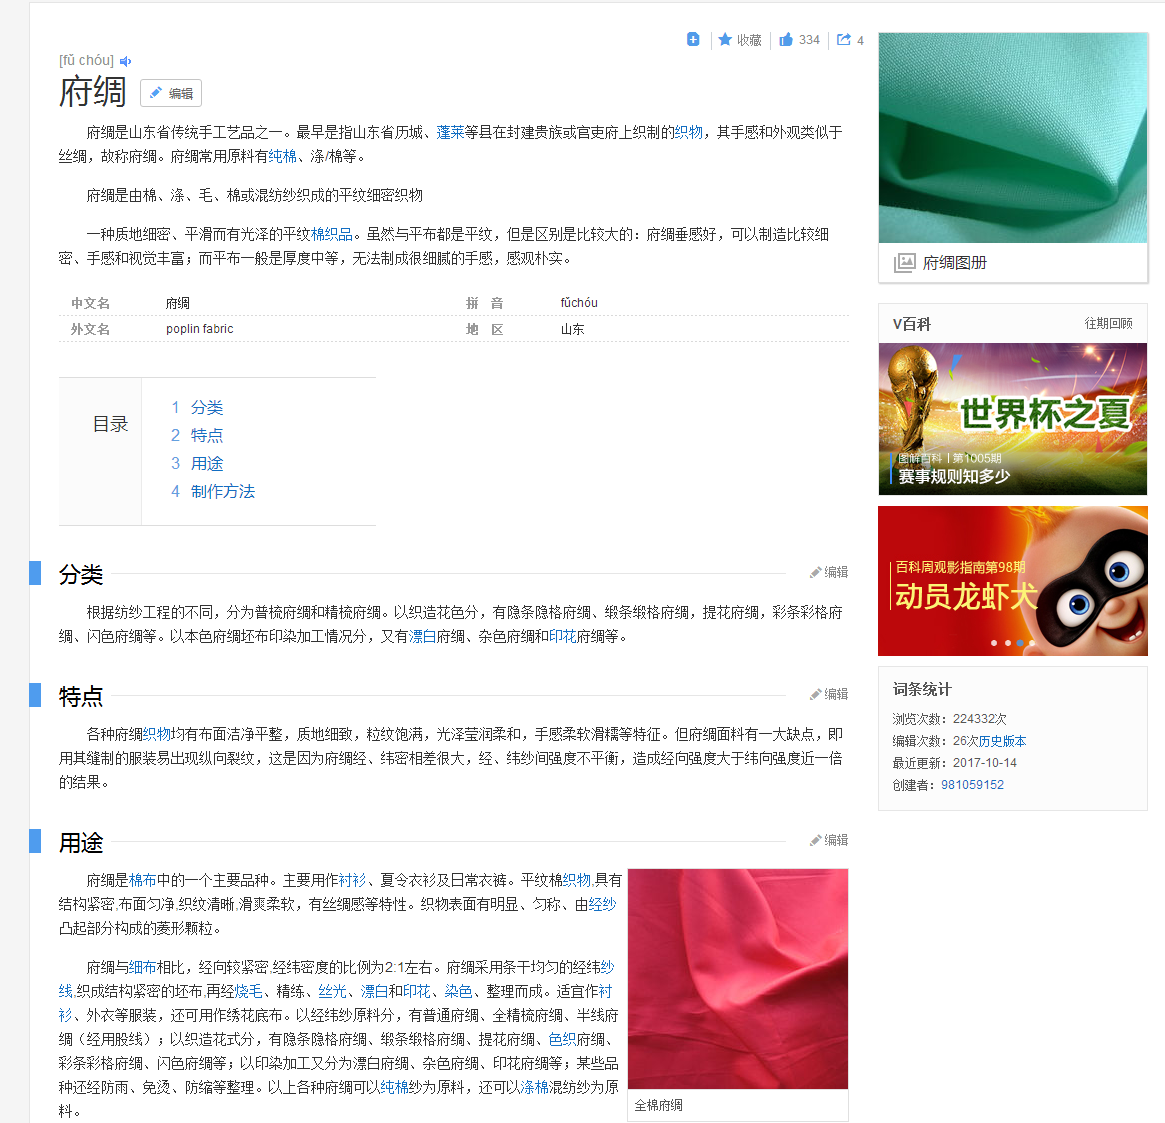 收藏
334
4
[fǔ chóu]
府绸
编辑
府绸是山东省传统手工艺品之一。最早是指山东省历城、蓬莱等县在封建贵族或官吏府上织制的织物，其手感和外观类似于
丝绸，故称府绸。府绸常用原料有纯棉、涤/棉等。
府绸是由棉、涤、毛、棉或混纺纱织成的平纹细密织物
一种质地细密、平滑而有光泽的平纹棉织品。虽然与平布都是平纹，但是区别是比较大的：府绸垂感好，可以制造比较细
密、手感和视觉丰富；而平布一般是厚度中等，无法制成很细腻的手感，感观朴实。
中文名 府绸 拼 音 fǔchóu
外文名 poplin fabric 地 区 山东
目录
1 分类
2 特点
3 用途
4 制作方法
分类
编辑
根据纺纱工程的不同，分为普梳府绸和精梳府绸。以织造花色分，有隐条隐格府绸、缎条缎格府绸，提花府绸，彩条彩格府
绸、闪色府绸等。以本色府绸坯布印染加工情况分，又有漂白府绸、杂色府绸和印花府绸等。
特点
编辑
各种府绸织物均有布面洁净平整，质地细致，粒纹饱满，光泽莹润柔和，手感柔软滑糯等特征。但府绸面料有一大缺点，即
用其缝制的服装易出现纵向裂纹，这是因为府绸经、纬密相差很大，经、纬纱间强度不平衡，造成经向强度大于纬向强度近一倍
的结果。
用途
编辑
府绸是棉布中的一个主要品种。主要用作衬衫、夏令衣衫及日常衣裤。平纹棉织物,具有
结构紧密,布面匀净,织纹清晰,滑爽柔软，有丝绸感等特性。织物表面有明显、匀称、由经纱
凸起部分构成的菱形颗粒。
府绸与细布相比，经向较紧密,经纬密度的比例为2:1左右。府绸采用条干均匀的经纬纱
线,织成结构紧密的坯布,再经烧毛、精练、丝光、漂白和印花、染色、整理而成。适宜作衬
衫、外衣等服装，还可用作绣花底布。以经纬纱原料分，有普通府绸、全精梳府绸、半线府
绸（经用股线）；以织造花式分，有隐条隐格府绸、缎条缎格府绸、提花府绸、色织府绸、
彩条彩格府绸、闪色府绸等；以印染加工又分为漂白府绸、杂色府绸、印花府绸等；某些品
种还经防雨、免烫、防缩等整理。以上各种府绸可以纯棉纱为原料，还可以涤棉混纺纱为原
料。
全棉府绸
府绸图册
V百科
往期回顾
世界杯之夏
图解百科 | 第1005期
赛事规则知多少
百科周观影指南第98期
动员龙虾犬
词条统计
浏览次数：224332次
编辑次数：26次历史版本
最近更新：2017-10-14
创建者：981059152